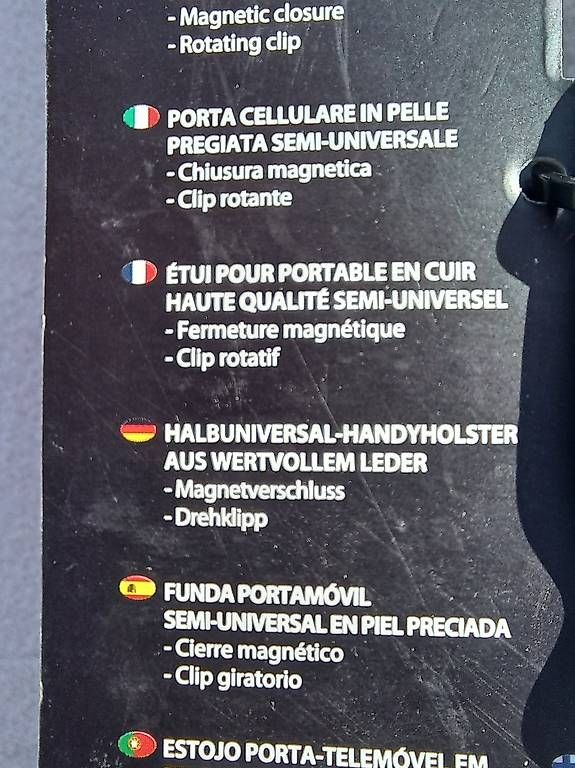 - Magnetic closure
- Rotating clip
PORTA CELLULARE IN PELLE
PREGIATA SEMI-UNIVERSALE
- Chiusura magnetica
- Clip rotante
ÉTUI POUR PORTABLE EN CUIR
HAUTE QUALITÉ SEMI-UNIVERSEL
- Fermeture magnétique
- Clip rotatif
HALBUNIVERSAL-HANDYHOLSTER
AUS WERTVOLLEM LEDER
- Magnetverschluss
- Drehklipp
FUNDA PORTAMÓVIL
SEMI-UNIVERSAL EN PIEL PRECIADA
- Cierre magnético
- Clip giratorio
ESTOJO PORTA-TELEMÓVEL EM